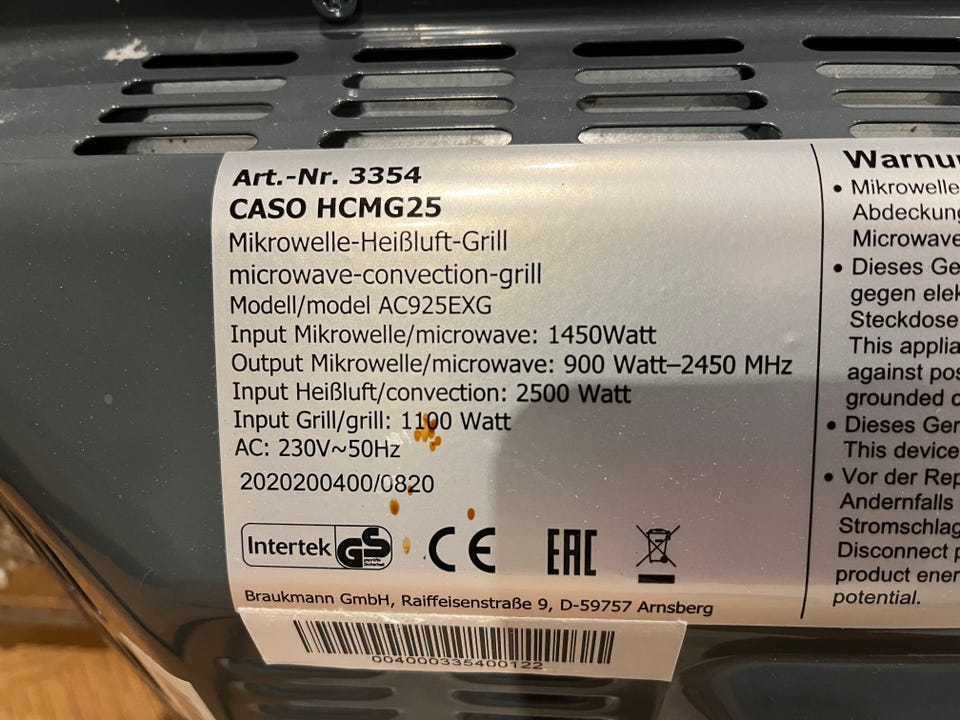 Art.-Nr. 3354
CASO HCMG25
Mikrowelle-Heißluft-Grill
microwave-convection-grill
Modell/model AC925EXG
Input Mikrowelle/microwave: 1450Watt
Output Mikrowelle/microwave: 900 Watt–2450 MHz
Input Heißluft/convection: 2500 Watt
Input Grill/grill: 1100 Watt
AC: 230V~50Hz
2020200400/0820
Intertek GS
CE
EAC
Braukmann GmbH, Raiffeisenstraße 9, D-59757 Arnsberg
004000335400122
Warnu
• Mikrowelle
Abdeckung
Microwave
• Dieses Ge
gegen elek
Steckdose
This applia
against pos
grounded o
• Dieses Ger
This device
• Vor der Rep
Andernfalls
Stromschlag
Disconnect p
product ener
potential.